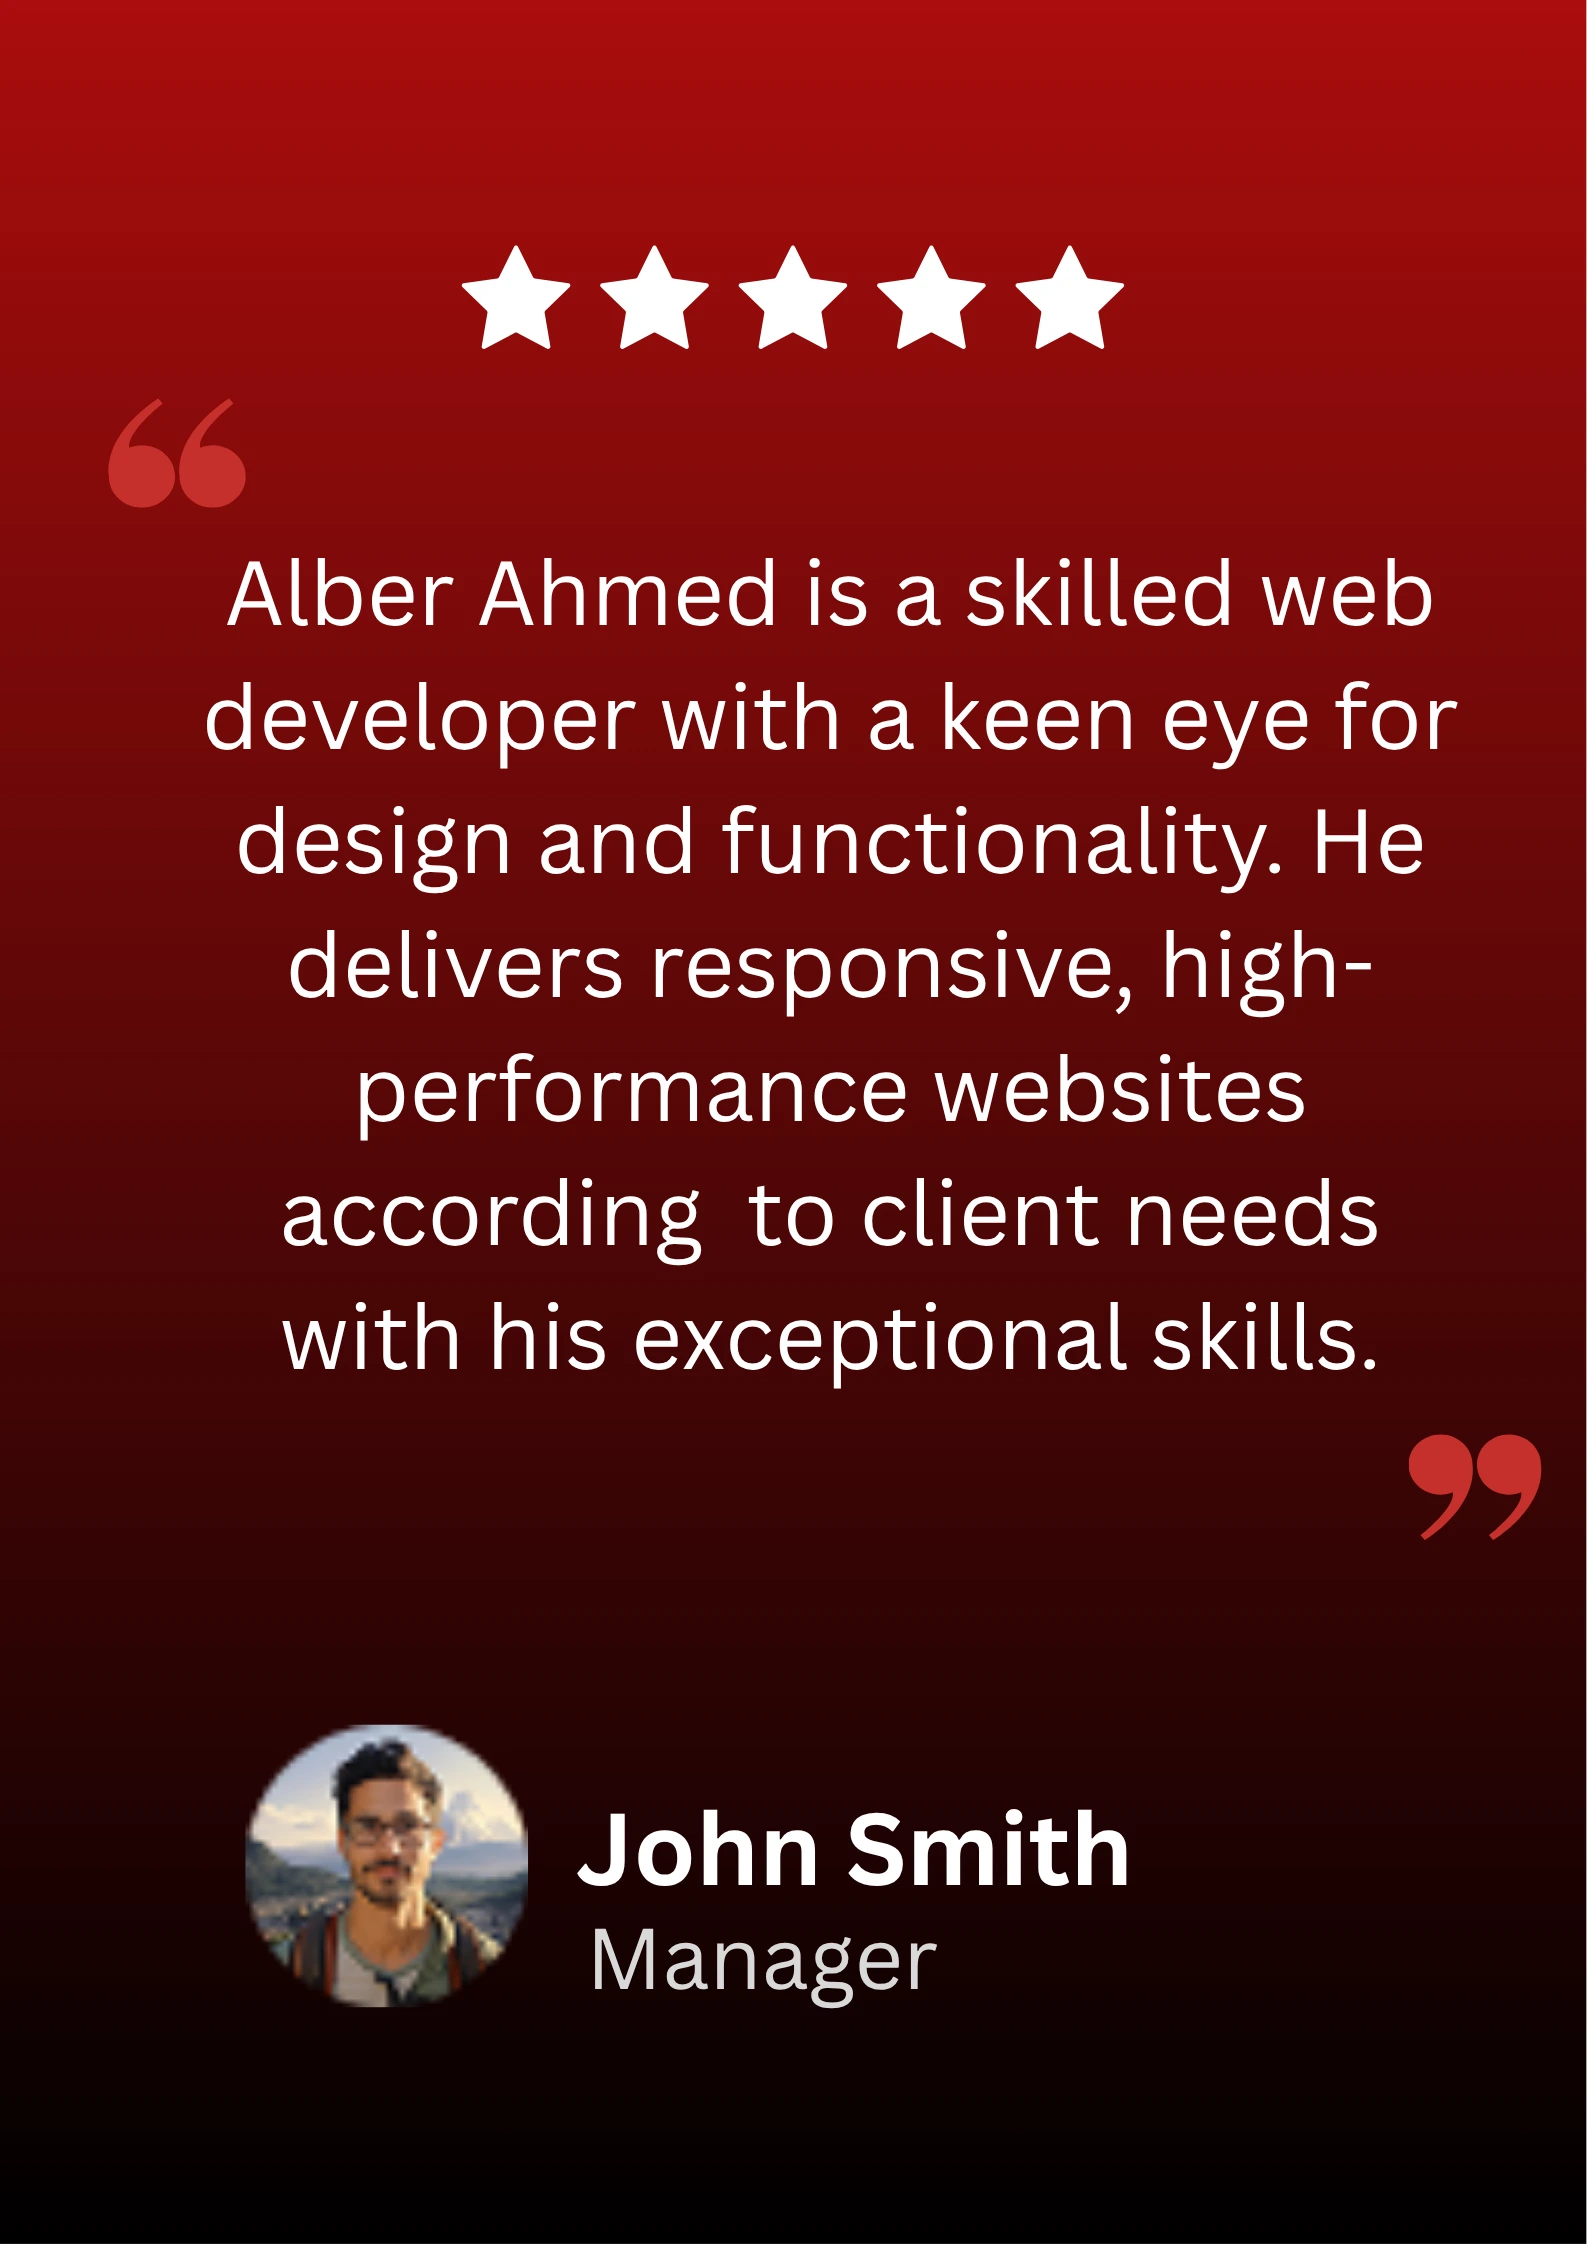 “
Alber Ahmed is a skilled web
developer with a keen eye for
design and functionality. He
delivers responsive, high-
performance websites
according  to client needs
with his exceptional skills.
”
John Smith
Manager